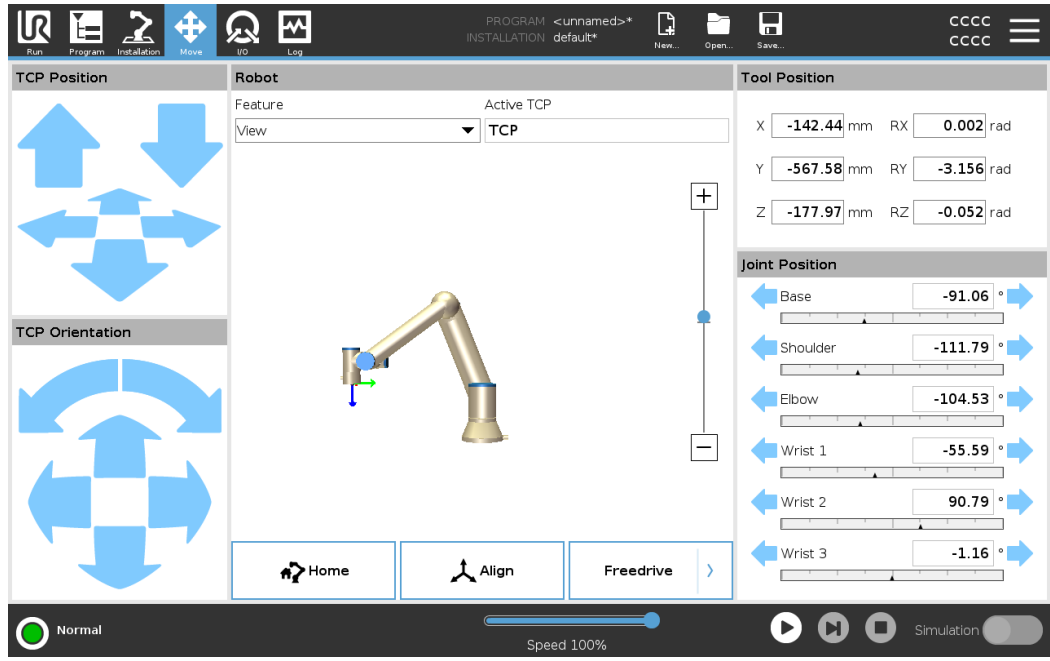 PROGRAM <unnamed>*
INSTALLATION default*
CCCC
CCCC
Run Program Installation Move I/O Log New... Open... Save...
TCP Position
Robot
Feature Active TCP
View TCP
+
−
Home Align Freedrive >
TCP Orientation
Tool Position
X -142.44 mm RX 0.002 rad
Y -567.58 mm RY -3.156 rad
Z -177.97 mm RZ -0.052 rad
Joint Position
Base -91.06 °
Shoulder -111.79 °
Elbow -104.53 °
Wrist 1 -55.59 °
Wrist 2 90.79 °
Wrist 3 -1.16 °
Normal
Speed 100%
Simulation